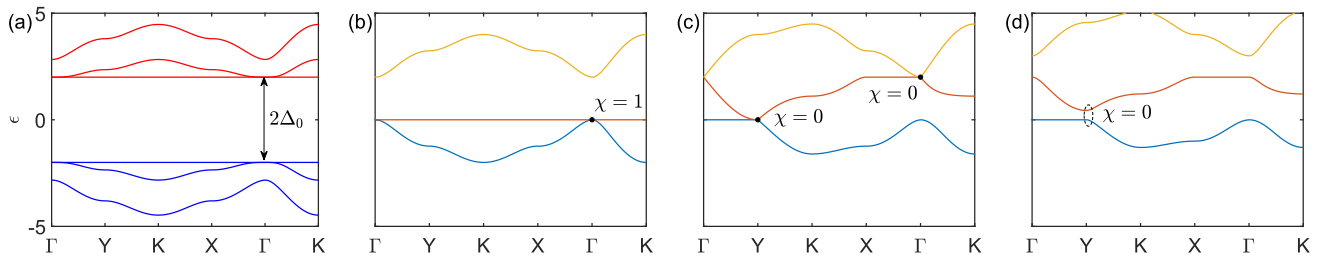 (a) (b) (c) (d)
5
ϵ 0
-5
2Δ₀
χ = 1
χ = 0
χ = 0
χ = 0
Γ Y K X Γ K
Γ Y K X Γ K
Γ Y K X Γ K
Γ Y K X Γ K